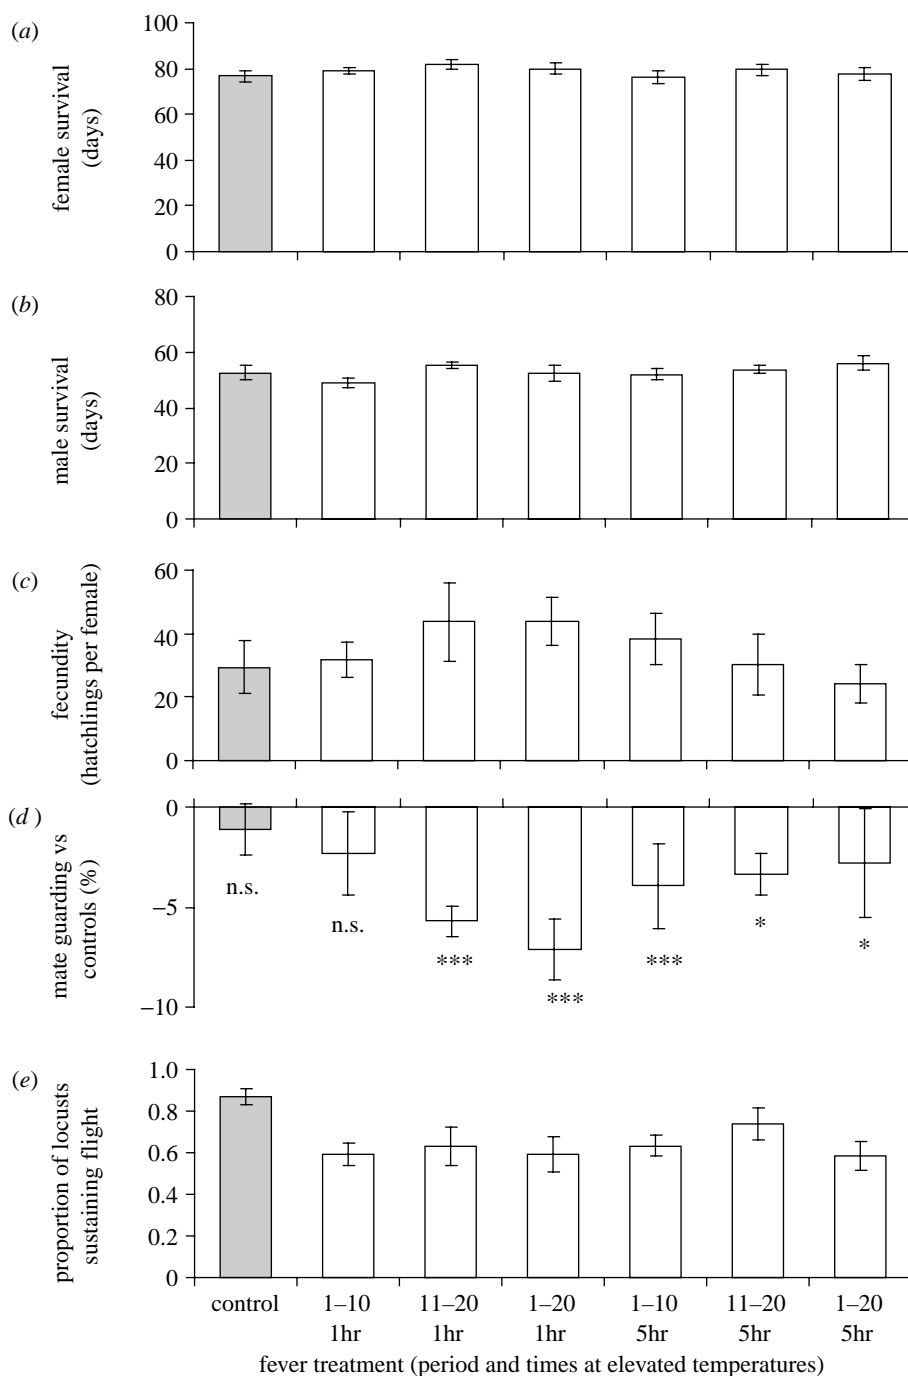 (a)
female survival
(days)
100
80
60
40
20
0
(b)
male survival
(days)
80
60
40
20
0
(c)
fecundity
(hatchlings per female)
60
40
20
0
(d)
mate guarding vs
controls (%)
0
−5
−10
n.s.
n.s.
***
***
***
*
*
(e)
proportion of locusts
sustaining flight
1.0
0.8
0.6
0.4
0.2
0
control 1–10 11–20 1–20 1–10 11–20 1–20
1hr 1hr 1hr 5hr 5hr 5hr
fever treatment (period and times at elevated temperatures)